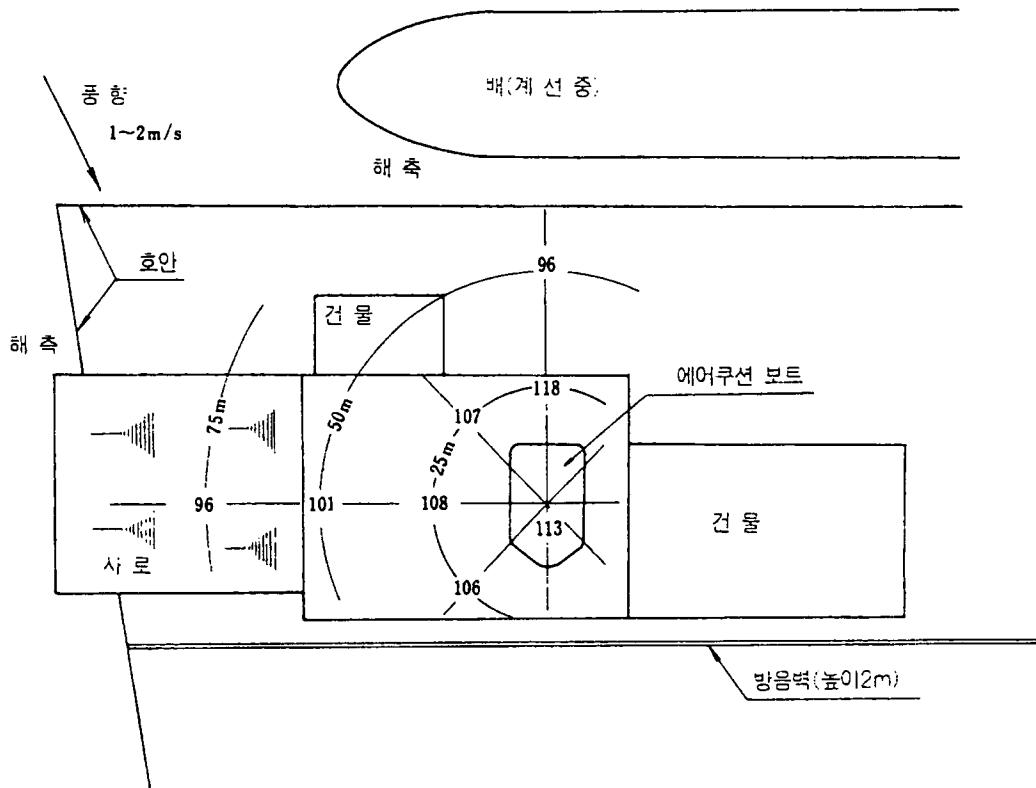 배(계 선 중)
풍 향
1~2m/s
해 축
96
호안
건 물
해 측
에어쿠션 보트
118
107
75m
50m
25m
96
101
108
113
건 물
106
사 로
방음벽(높이2m)